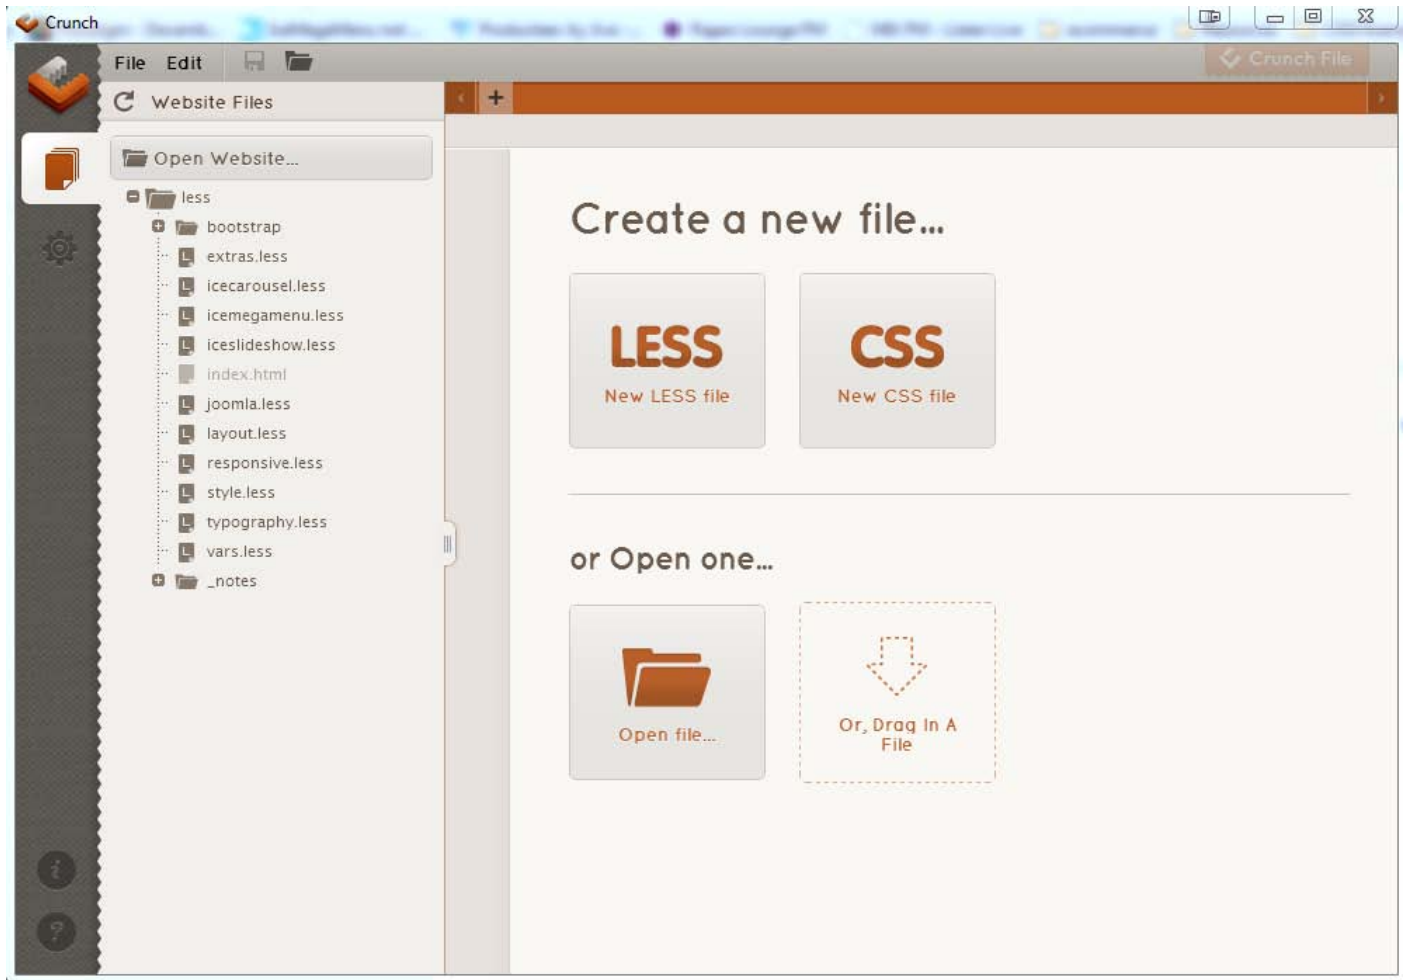 Crunch
File Edit
Crunch File
Website Files
+
Open Website...
less
bootstrap
extras.less
icecarousel.less
icemegamenu.less
iceslideshow.less
index.html
joomla.less
layout.less
responsive.less
style.less
typography.less
vars.less
_notes
Create a new file...
LESS
New LESS file
CSS
New CSS file
or Open one...
Open file...
Or, Drag In A
File
i
?